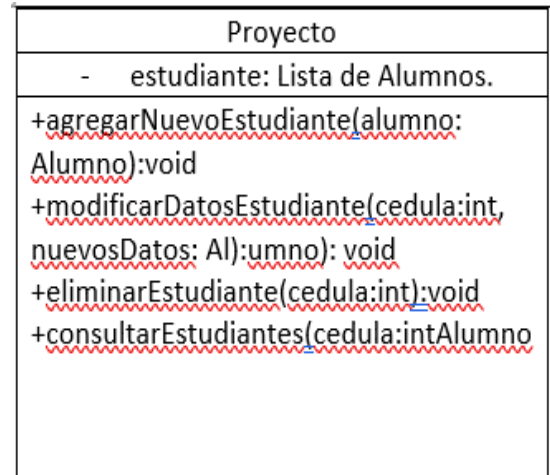 Proyecto
- estudiante: Lista de Alumnos.
+agregarNuevoEstudiante(alumno:
Alumno):void
+modificarDatosEstudiante(cedula:int,
nuevosDatos: Al):umno): void
+eliminarEstudiante(cedula:int):void
+consultarEstudiantes(cedula:intAlumno